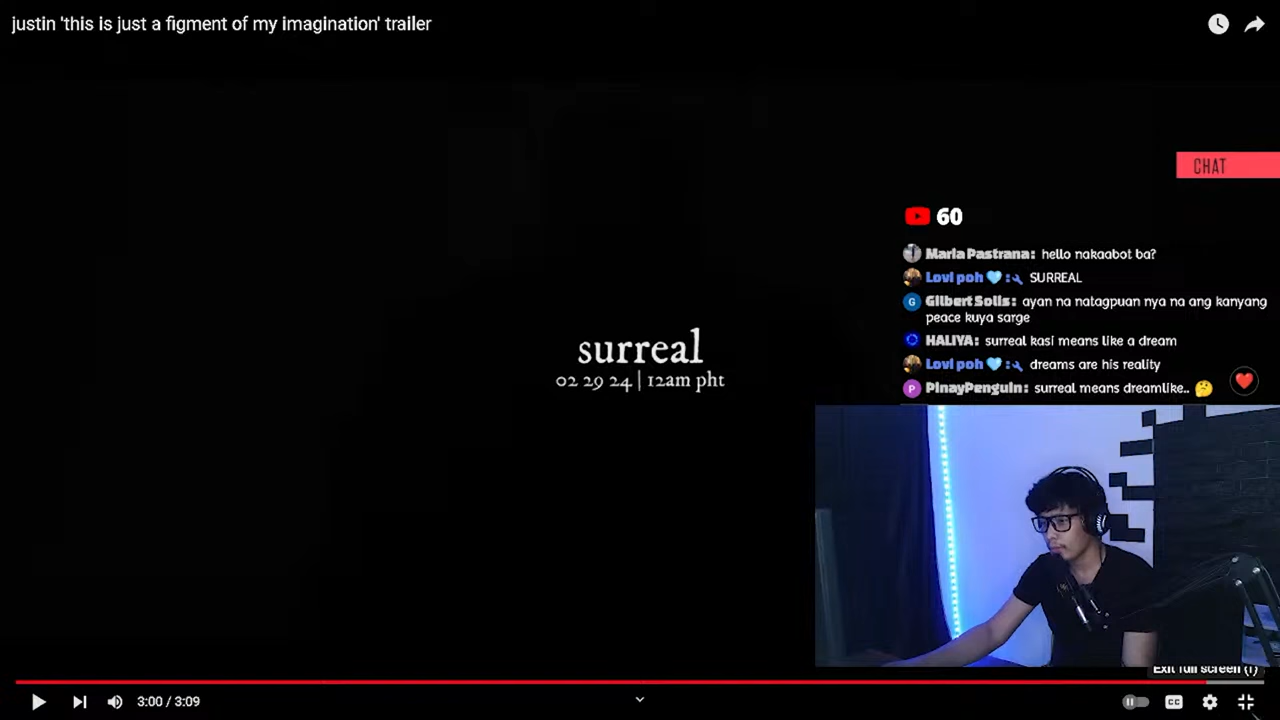 justin 'this is just a figment of my imagination' trailer
CHAT
60
Maria Pastrana: hello nakaabot ba?
Lovi poh 🩵 : SURREAL
G Gilbert Solis: ayan na natagpuan nya na ang kanyang
peace kuya sarge
HALIYA: surreal kasi means like a dream
Lovi poh 🩵 : dreams are his reality
P PinayPenguin: surreal means dreamlike.. 🤔
surreal
02 29 24 | 12am pht
Exit full screen (f)
3:00 / 3:09
CC